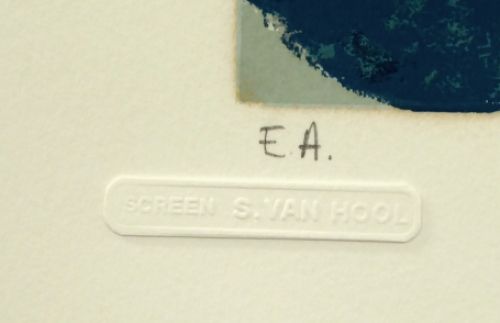 E.A.
SCREEN S. VAN HOOL